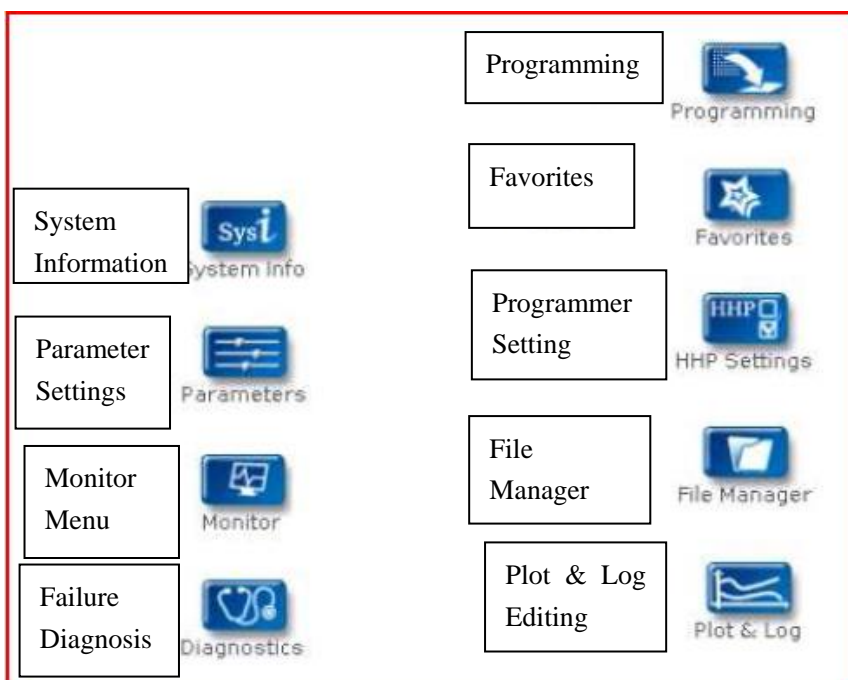 System
Information
Sysi
System Info
Parameter
Settings
Parameters
Monitor
Menu
Monitor
Failure
Diagnosis
Diagnostics
Programming
Programming
Favorites
Favorites
Programmer
Setting
HHP
HHP Settings
File
Manager
File Manager
Plot & Log
Editing
Plot & Log